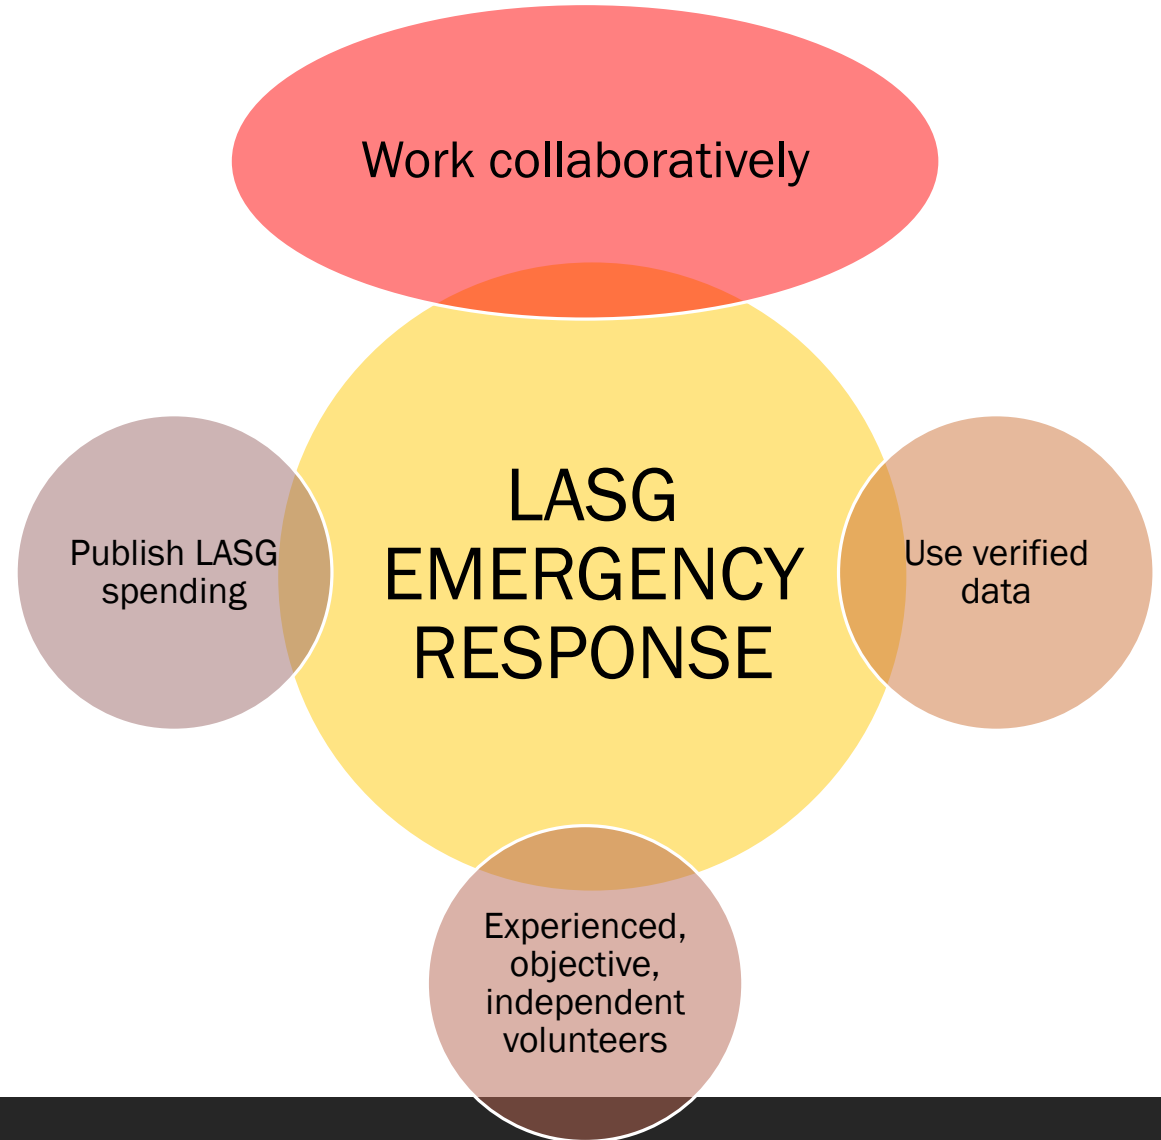 Work collaboratively
LASG
EMERGENCY
RESPONSE
Publish LASG
spending
Use verified
data
Experienced,
objective,
independent
volunteers